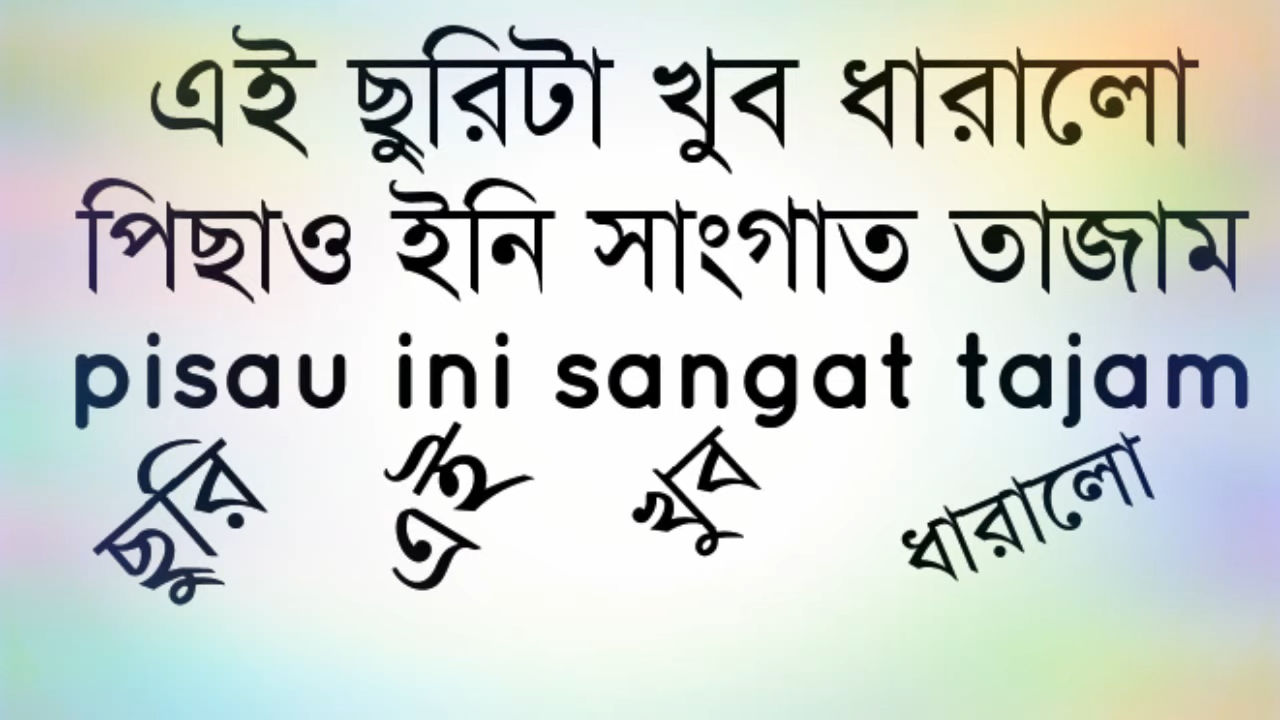 এই ছুরিটা খুব ধারালো
পিছাও ইনি সাংগাত তাজাম
pisau ini sangat tajam
ছুরি এই খুব ধারালো